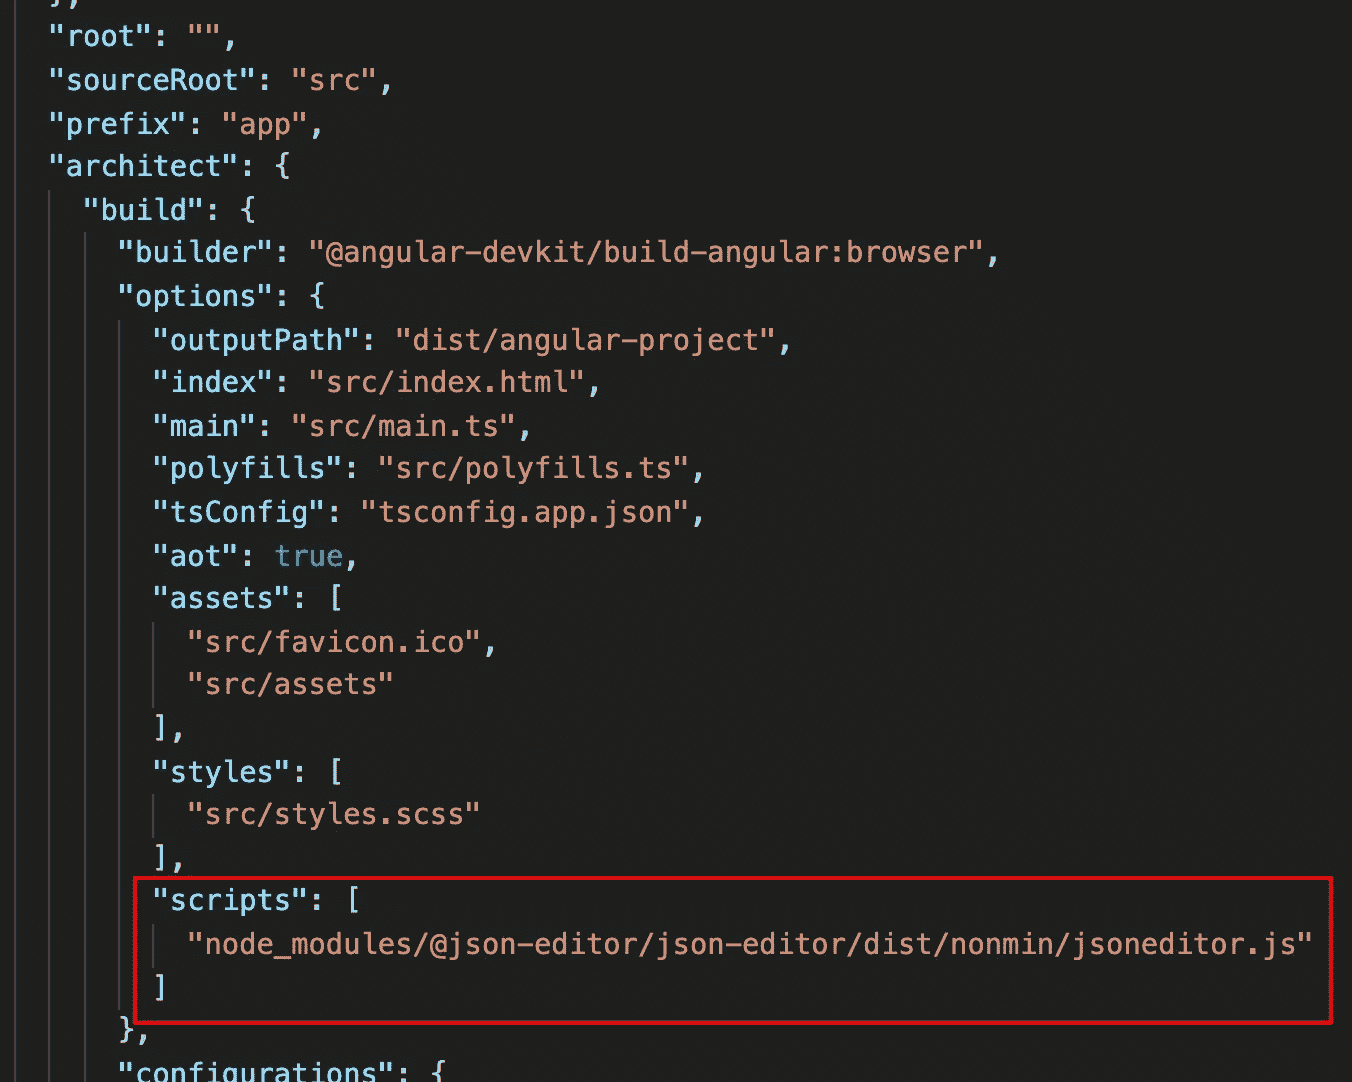 },
"root": "",
"sourceRoot": "src",
"prefix": "app",
"architect": {
"build": {
"builder": "@angular-devkit/build-angular:browser",
"options": {
"outputPath": "dist/angular-project",
"index": "src/index.html",
"main": "src/main.ts",
"polyfills": "src/polyfills.ts",
"tsConfig": "tsconfig.app.json",
"aot": true,
"assets": [
"src/favicon.ico",
"src/assets"
],
"styles": [
"src/styles.scss"
],
"scripts": [
"node_modules/@json-editor/json-editor/dist/nonmin/jsoneditor.js"
]
},
"configurations": {